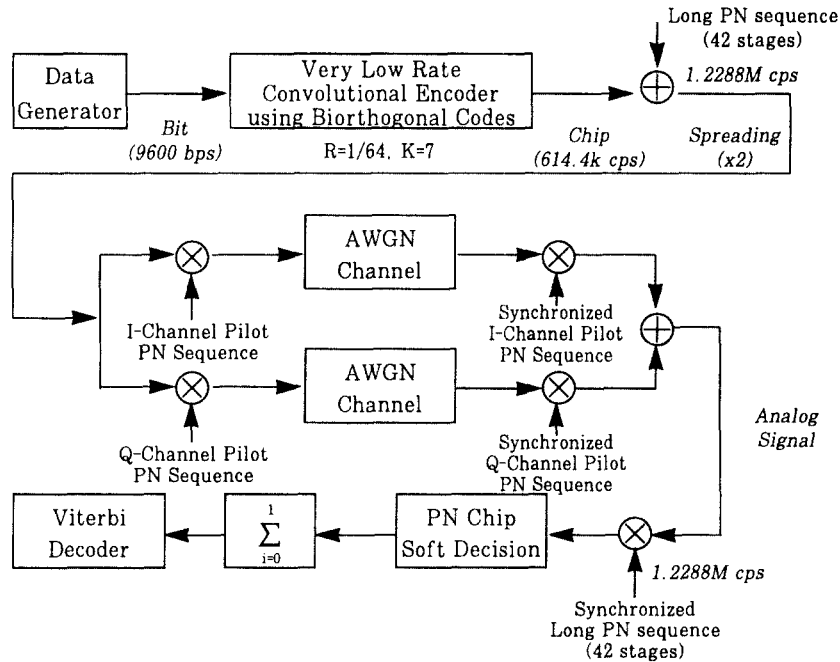 Long PN sequence
(42 stages)
1.2288M cps
Data
Generator
Very Low Rate
Convolutional Encoder
using Biorthogonal Codes
Bit
(9600 bps)
R=1/64, K=7
Chip
(614.4k cps)
Spreading
(x2)
AWGN
Channel
I-Channel Pilot
PN Sequence
Synchronized
I-Channel Pilot
PN Sequence
AWGN
Channel
Q-Channel Pilot
PN Sequence
Synchronized
Q-Channel Pilot
PN Sequence
Analog
Signal
Viterbi
Decoder
1
∑
i=0
PN Chip
Soft Decision
1.2288M cps
Synchronized
Long PN sequence
(42 stages)